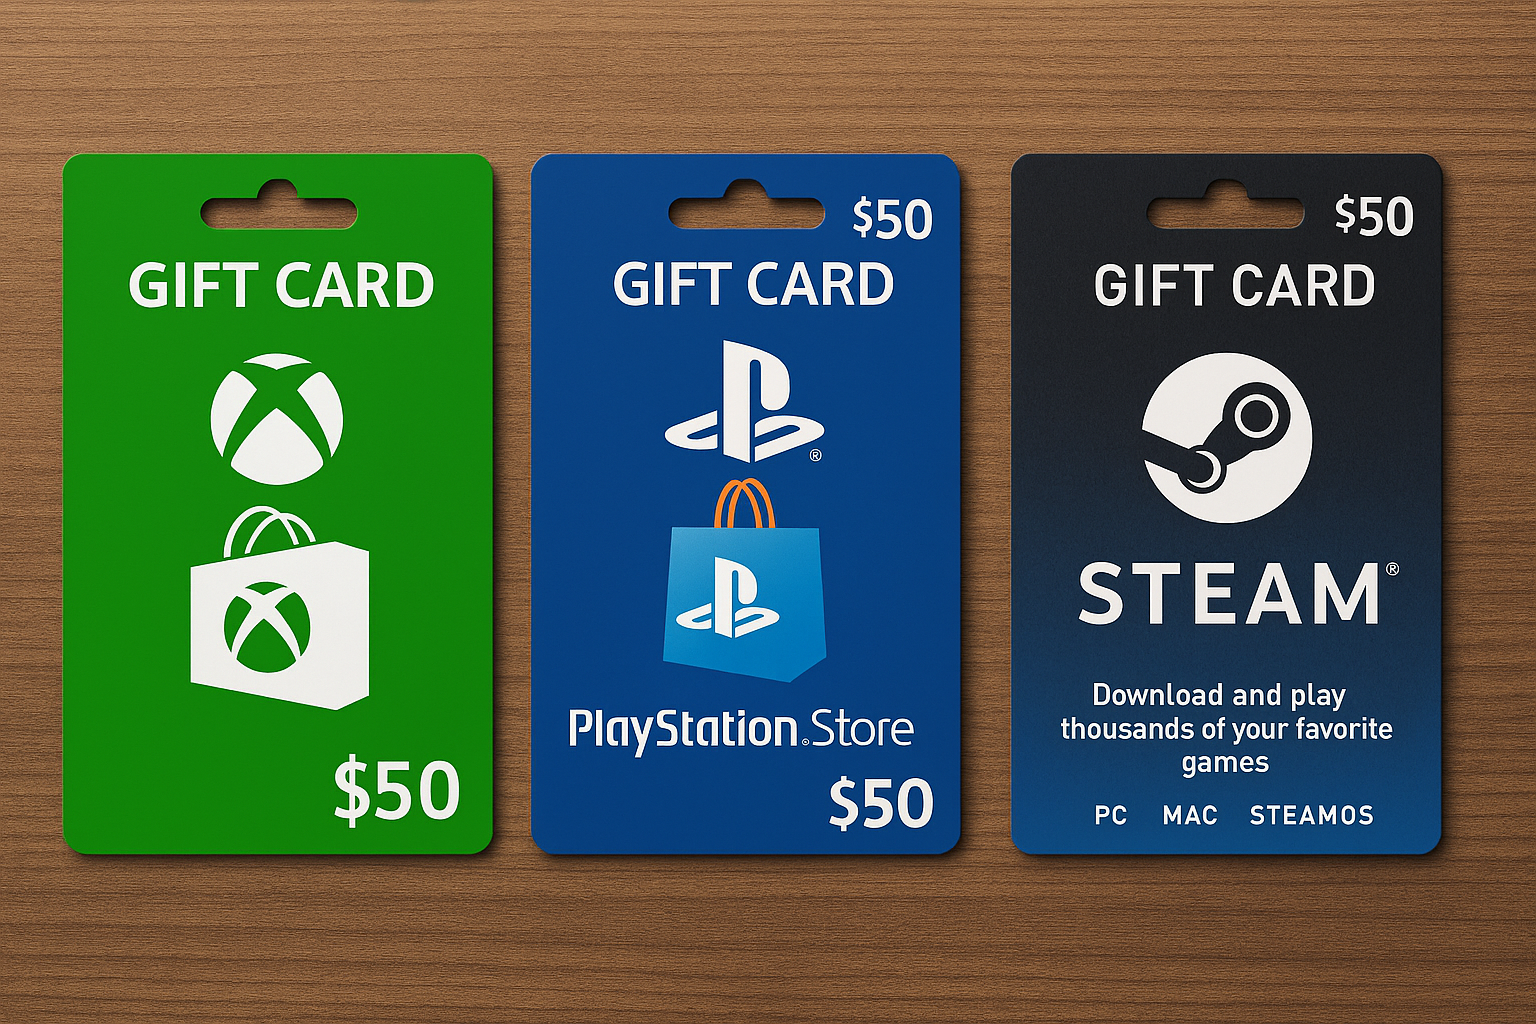 GIFT CARD
$50
$50
GIFT CARD
PlayStation®Store
$50
$50
GIFT CARD
STEAM®
Download and play
thousands of your favorite
games
PC MAC STEAMOS